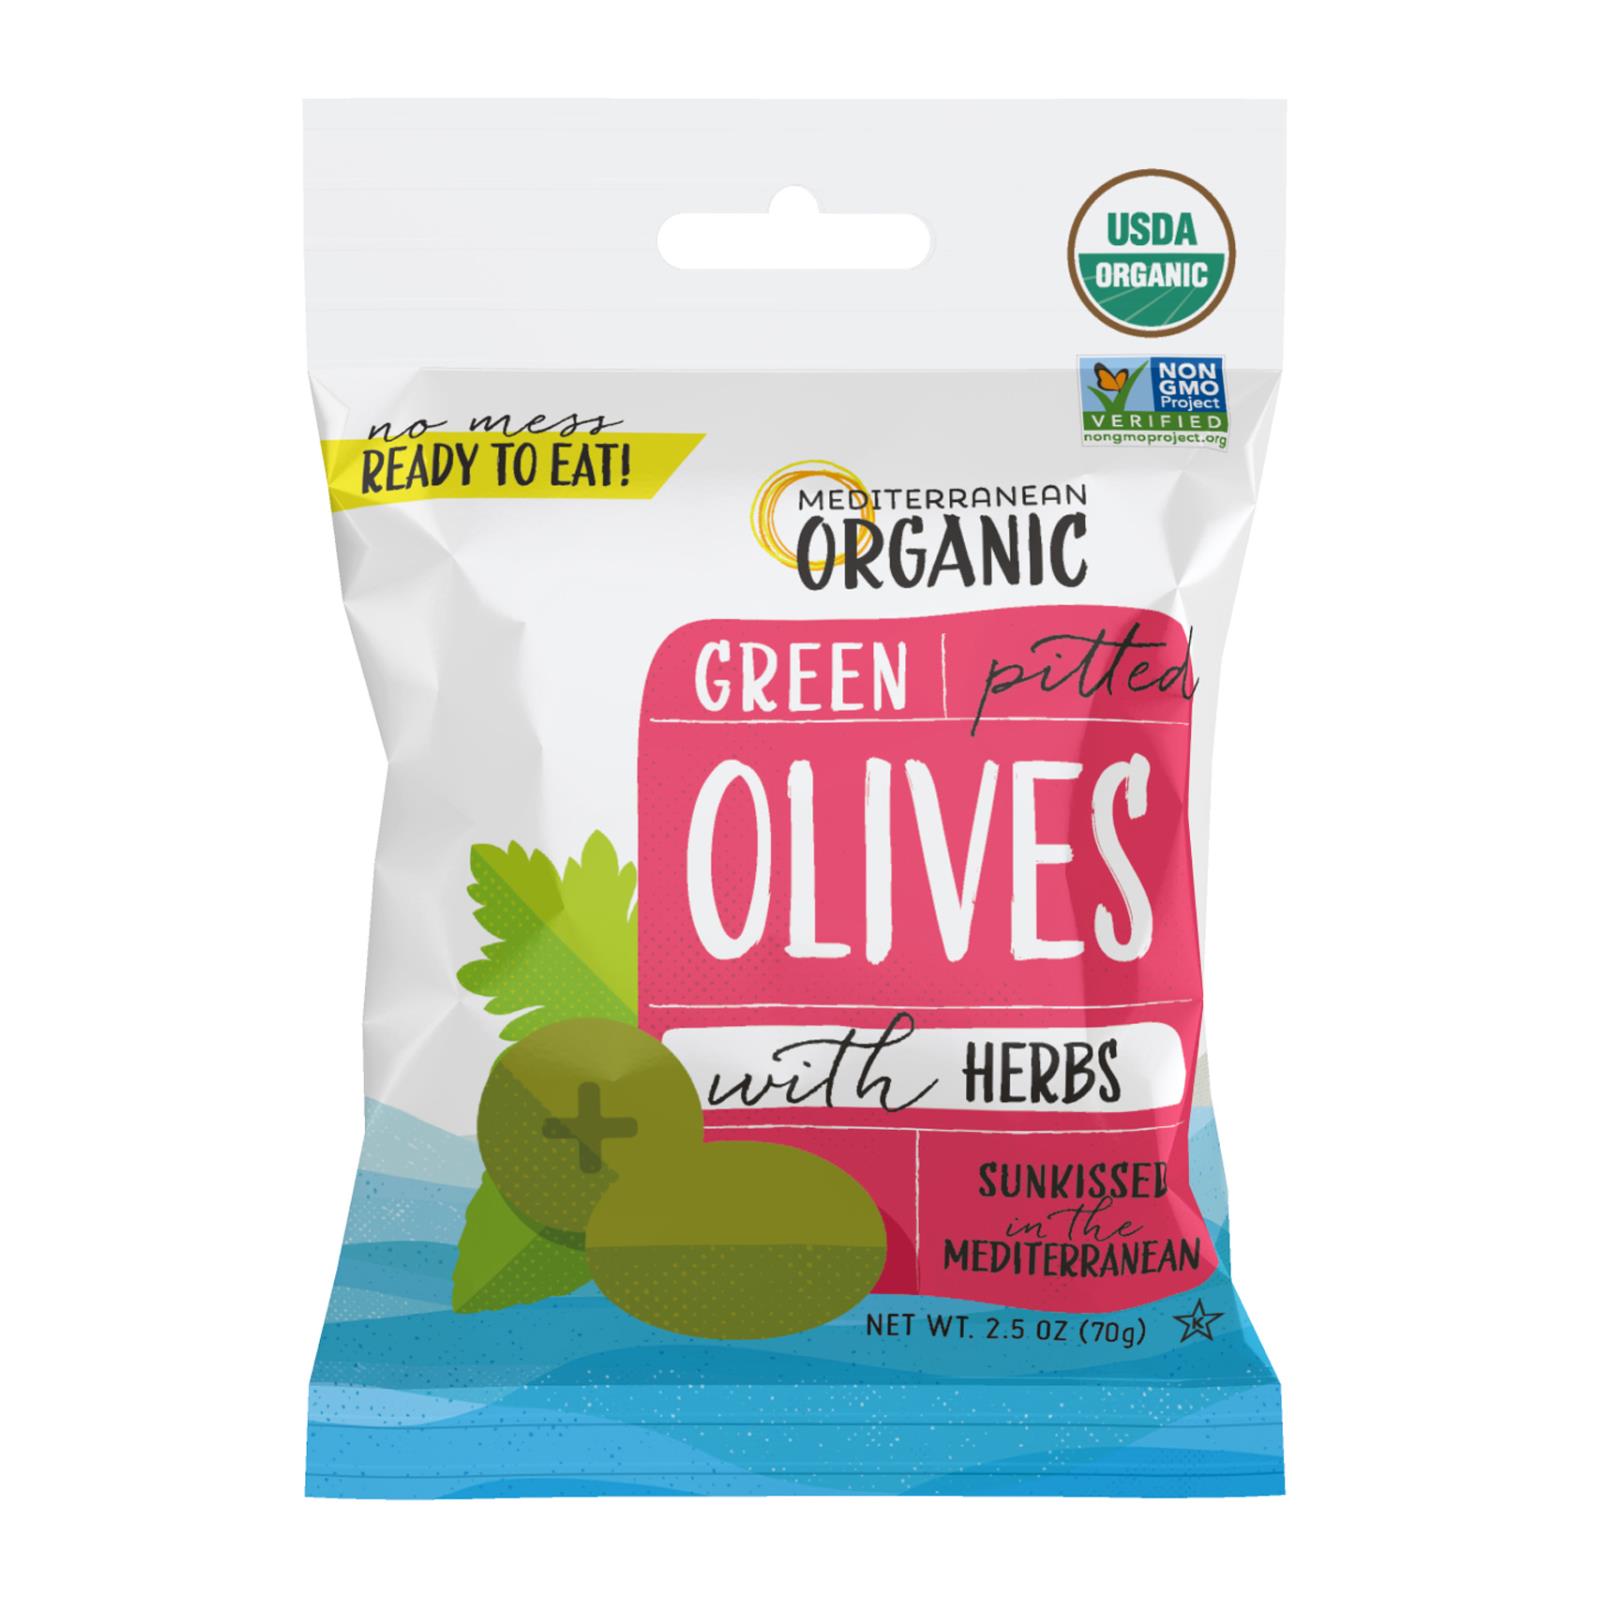 USDA
ORGANIC
NON
GMO
Project
VERIFIED
nongmoproject.org
no mess
READY TO EAT!
MEDITERRANEAN
ORGANIC
GREEN pitted
OLIVES
with HERBS
SUNKISSED
in the
MEDITERRANEAN
NET WT. 2.5 OZ (70g)
K